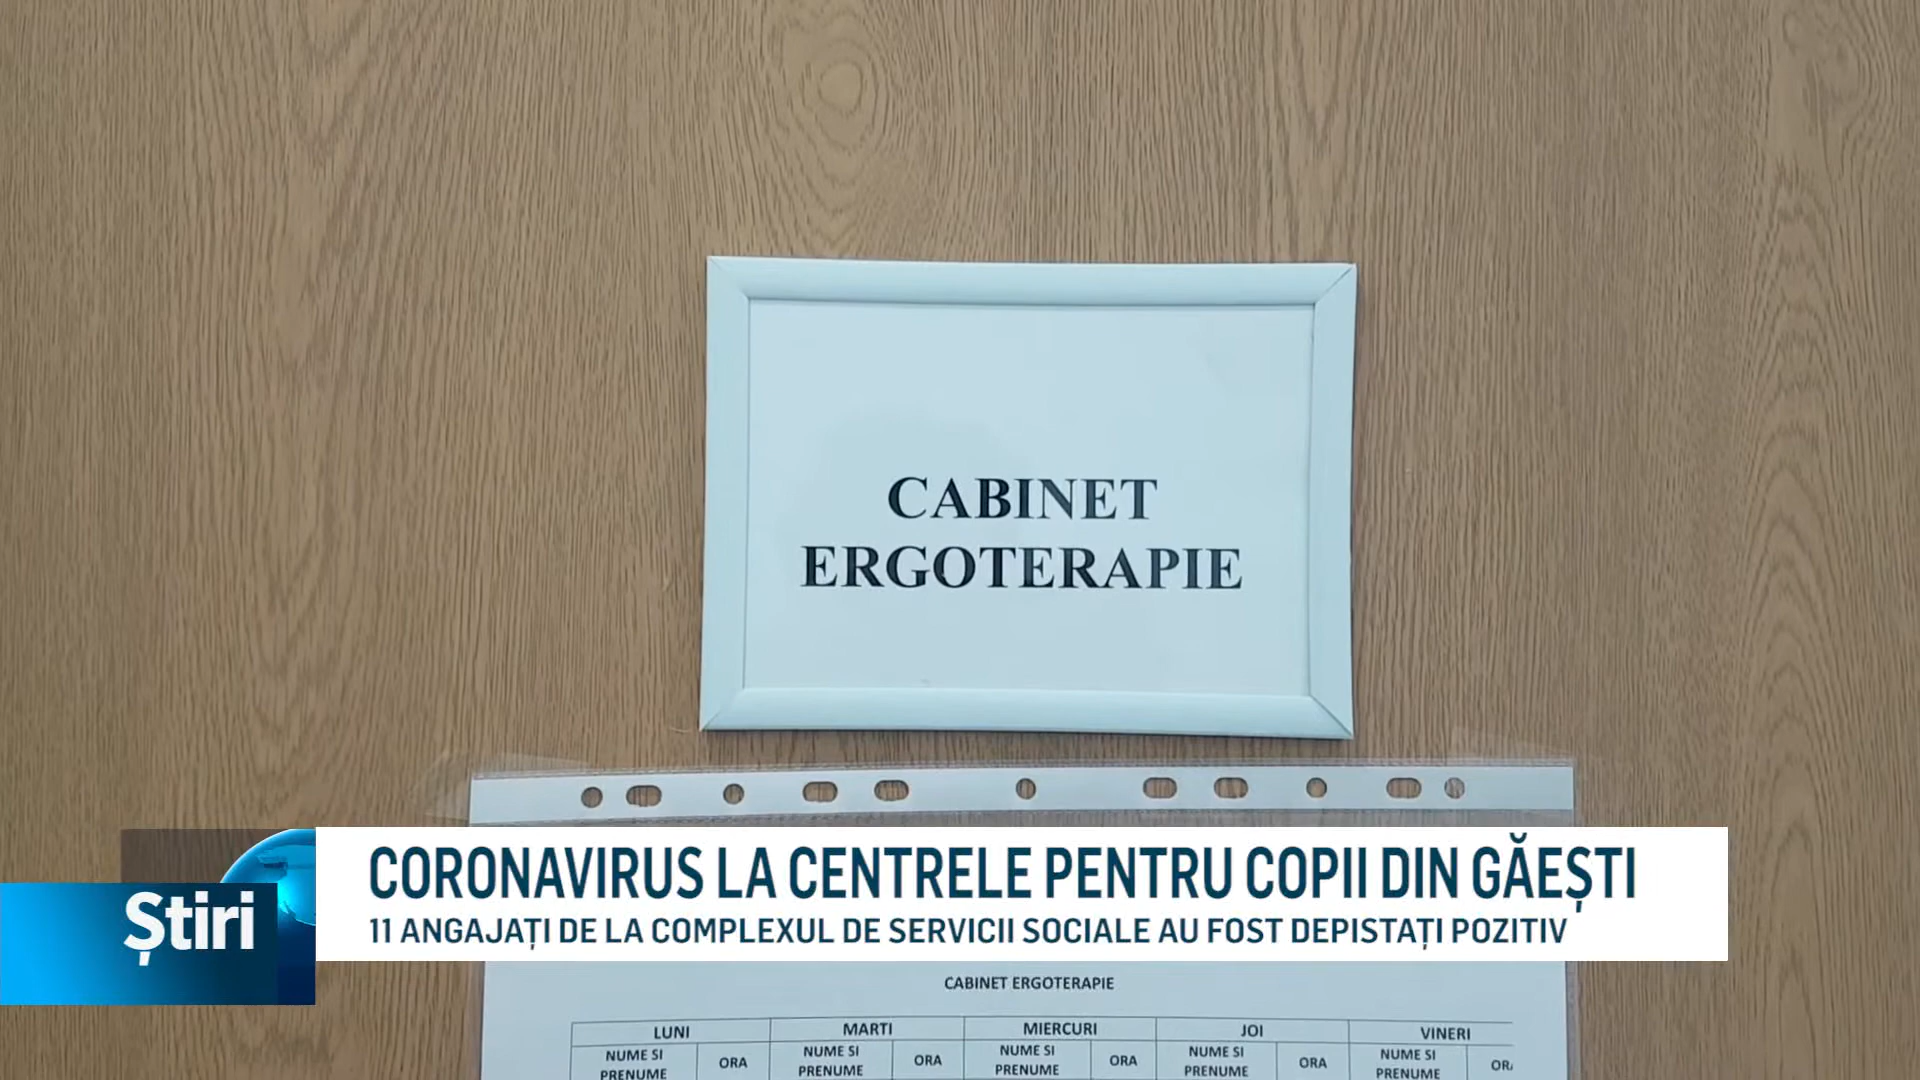 CABINET
ERGOTERAPIE
CORONAVIRUS LA CENTRELE PENTRU COPII DIN GĂEȘTI
11 ANGAJAȚI DE LA COMPLEXUL DE SERVICII SOCIALE AU FOST DEPISTAȚI POZITIV
Știri
CABINET ERGOTERAPIE
LUNI MARTI MIERCURI JOI VINERI
NUME SI PRENUME ORA NUME SI PRENUME ORA NUME SI PRENUME ORA NUME SI PRENUME ORA NUME SI PRENUME